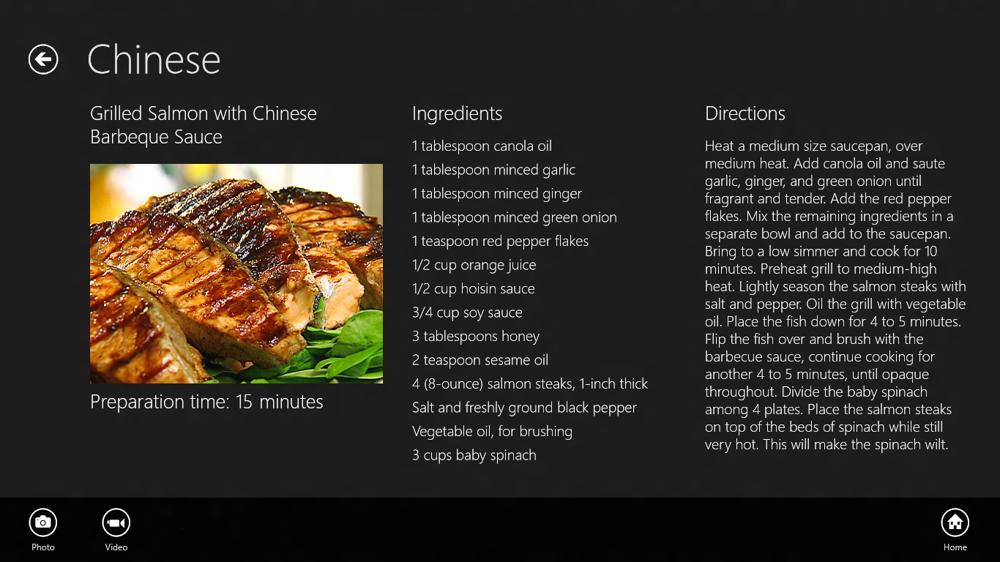 Chinese
Grilled Salmon with Chinese
Barbeque Sauce
Preparation time: 15 minutes
Ingredients
1 tablespoon canola oil
1 tablespoon minced garlic
1 tablespoon minced ginger
1 tablespoon minced green onion
1 teaspoon red pepper flakes
1/2 cup orange juice
1/2 cup hoisin sauce
3/4 cup soy sauce
3 tablespoons honey
2 teaspoon sesame oil
4 (8-ounce) salmon steaks, 1-inch thick
Salt and freshly ground black pepper
Vegetable oil, for brushing
3 cups baby spinach
Directions
Heat a medium size saucepan, over
medium heat. Add canola oil and saute
garlic, ginger, and green onion until
fragrant and tender. Add the red pepper
flakes. Mix the remaining ingredients in a
separate bowl and add to the saucepan.
Bring to a low simmer and cook for 10
minutes. Preheat grill to medium-high
heat. Lightly season the salmon steaks with
salt and pepper. Oil the grill with vegetable
oil. Place the fish down for 4 to 5 minutes.
Flip the fish over and brush with the
barbecue sauce, continue cooking for
another 4 to 5 minutes, until opaque
throughout. Divide the baby spinach
among 4 plates. Place the salmon steaks
on top of the beds of spinach while still
very hot. This will make the spinach wilt.
Photo
Video
Home